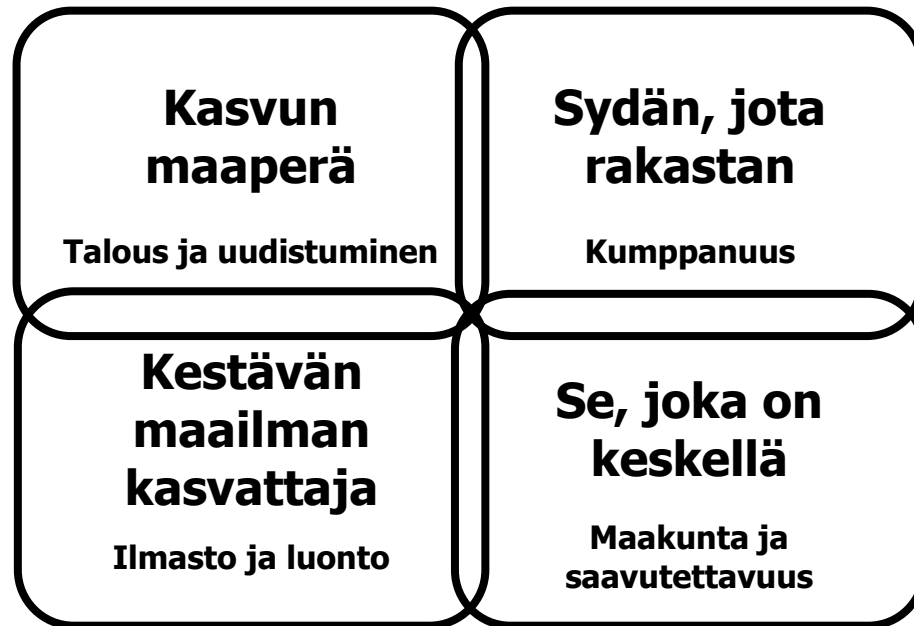 Kasvun
maaperä
Talous ja uudistuminen
Sydän, jota
rakastan
Kumppanuus
Kestävän
maailman
kasvattaja
Ilmasto ja luonto
Se, joka on
keskellä
Maakunta ja
saavutettavuus